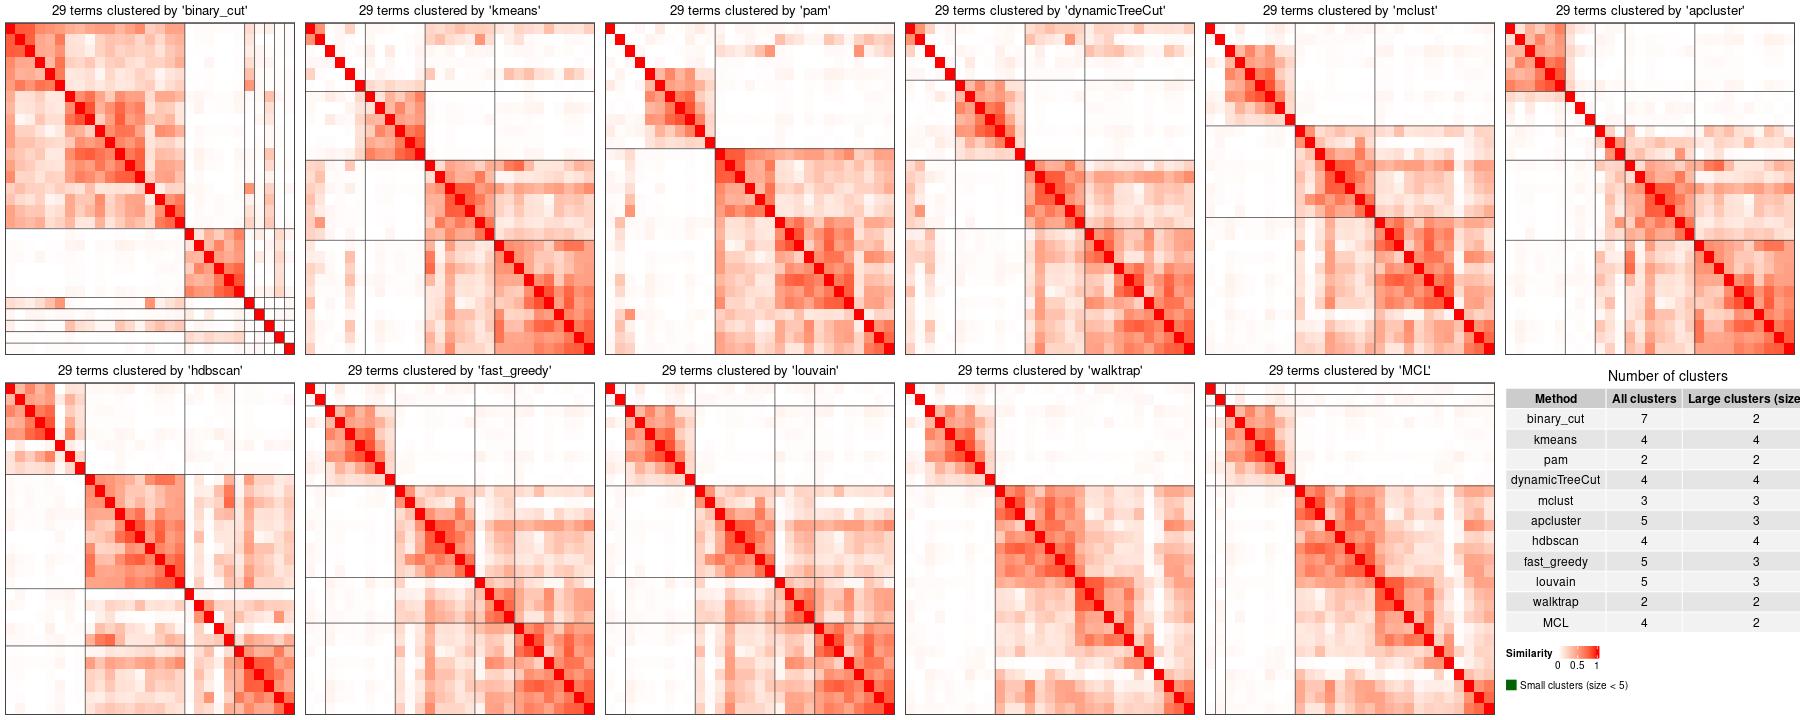 29 terms clustered by 'binary_cut'
29 terms clustered by 'kmeans'
29 terms clustered by 'pam'
29 terms clustered by 'dynamicTreeCut'
29 terms clustered by 'mclust'
29 terms clustered by 'apcluster'
29 terms clustered by 'hdbscan'
29 terms clustered by 'fast_greedy'
29 terms clustered by 'louvain'
29 terms clustered by 'walktrap'
29 terms clustered by 'MCL'
Number of clusters
Method All clusters Large clusters (size
binary_cut 7 2
kmeans 4 4
pam 2 2
dynamicTreeCut 4 4
mclust 3 3
apcluster 5 3
hdbscan 4 4
fast_greedy 5 3
louvain 5 3
walktrap 2 2
MCL 4 2
Similarity
0 0.5 1
Small clusters (size < 5)